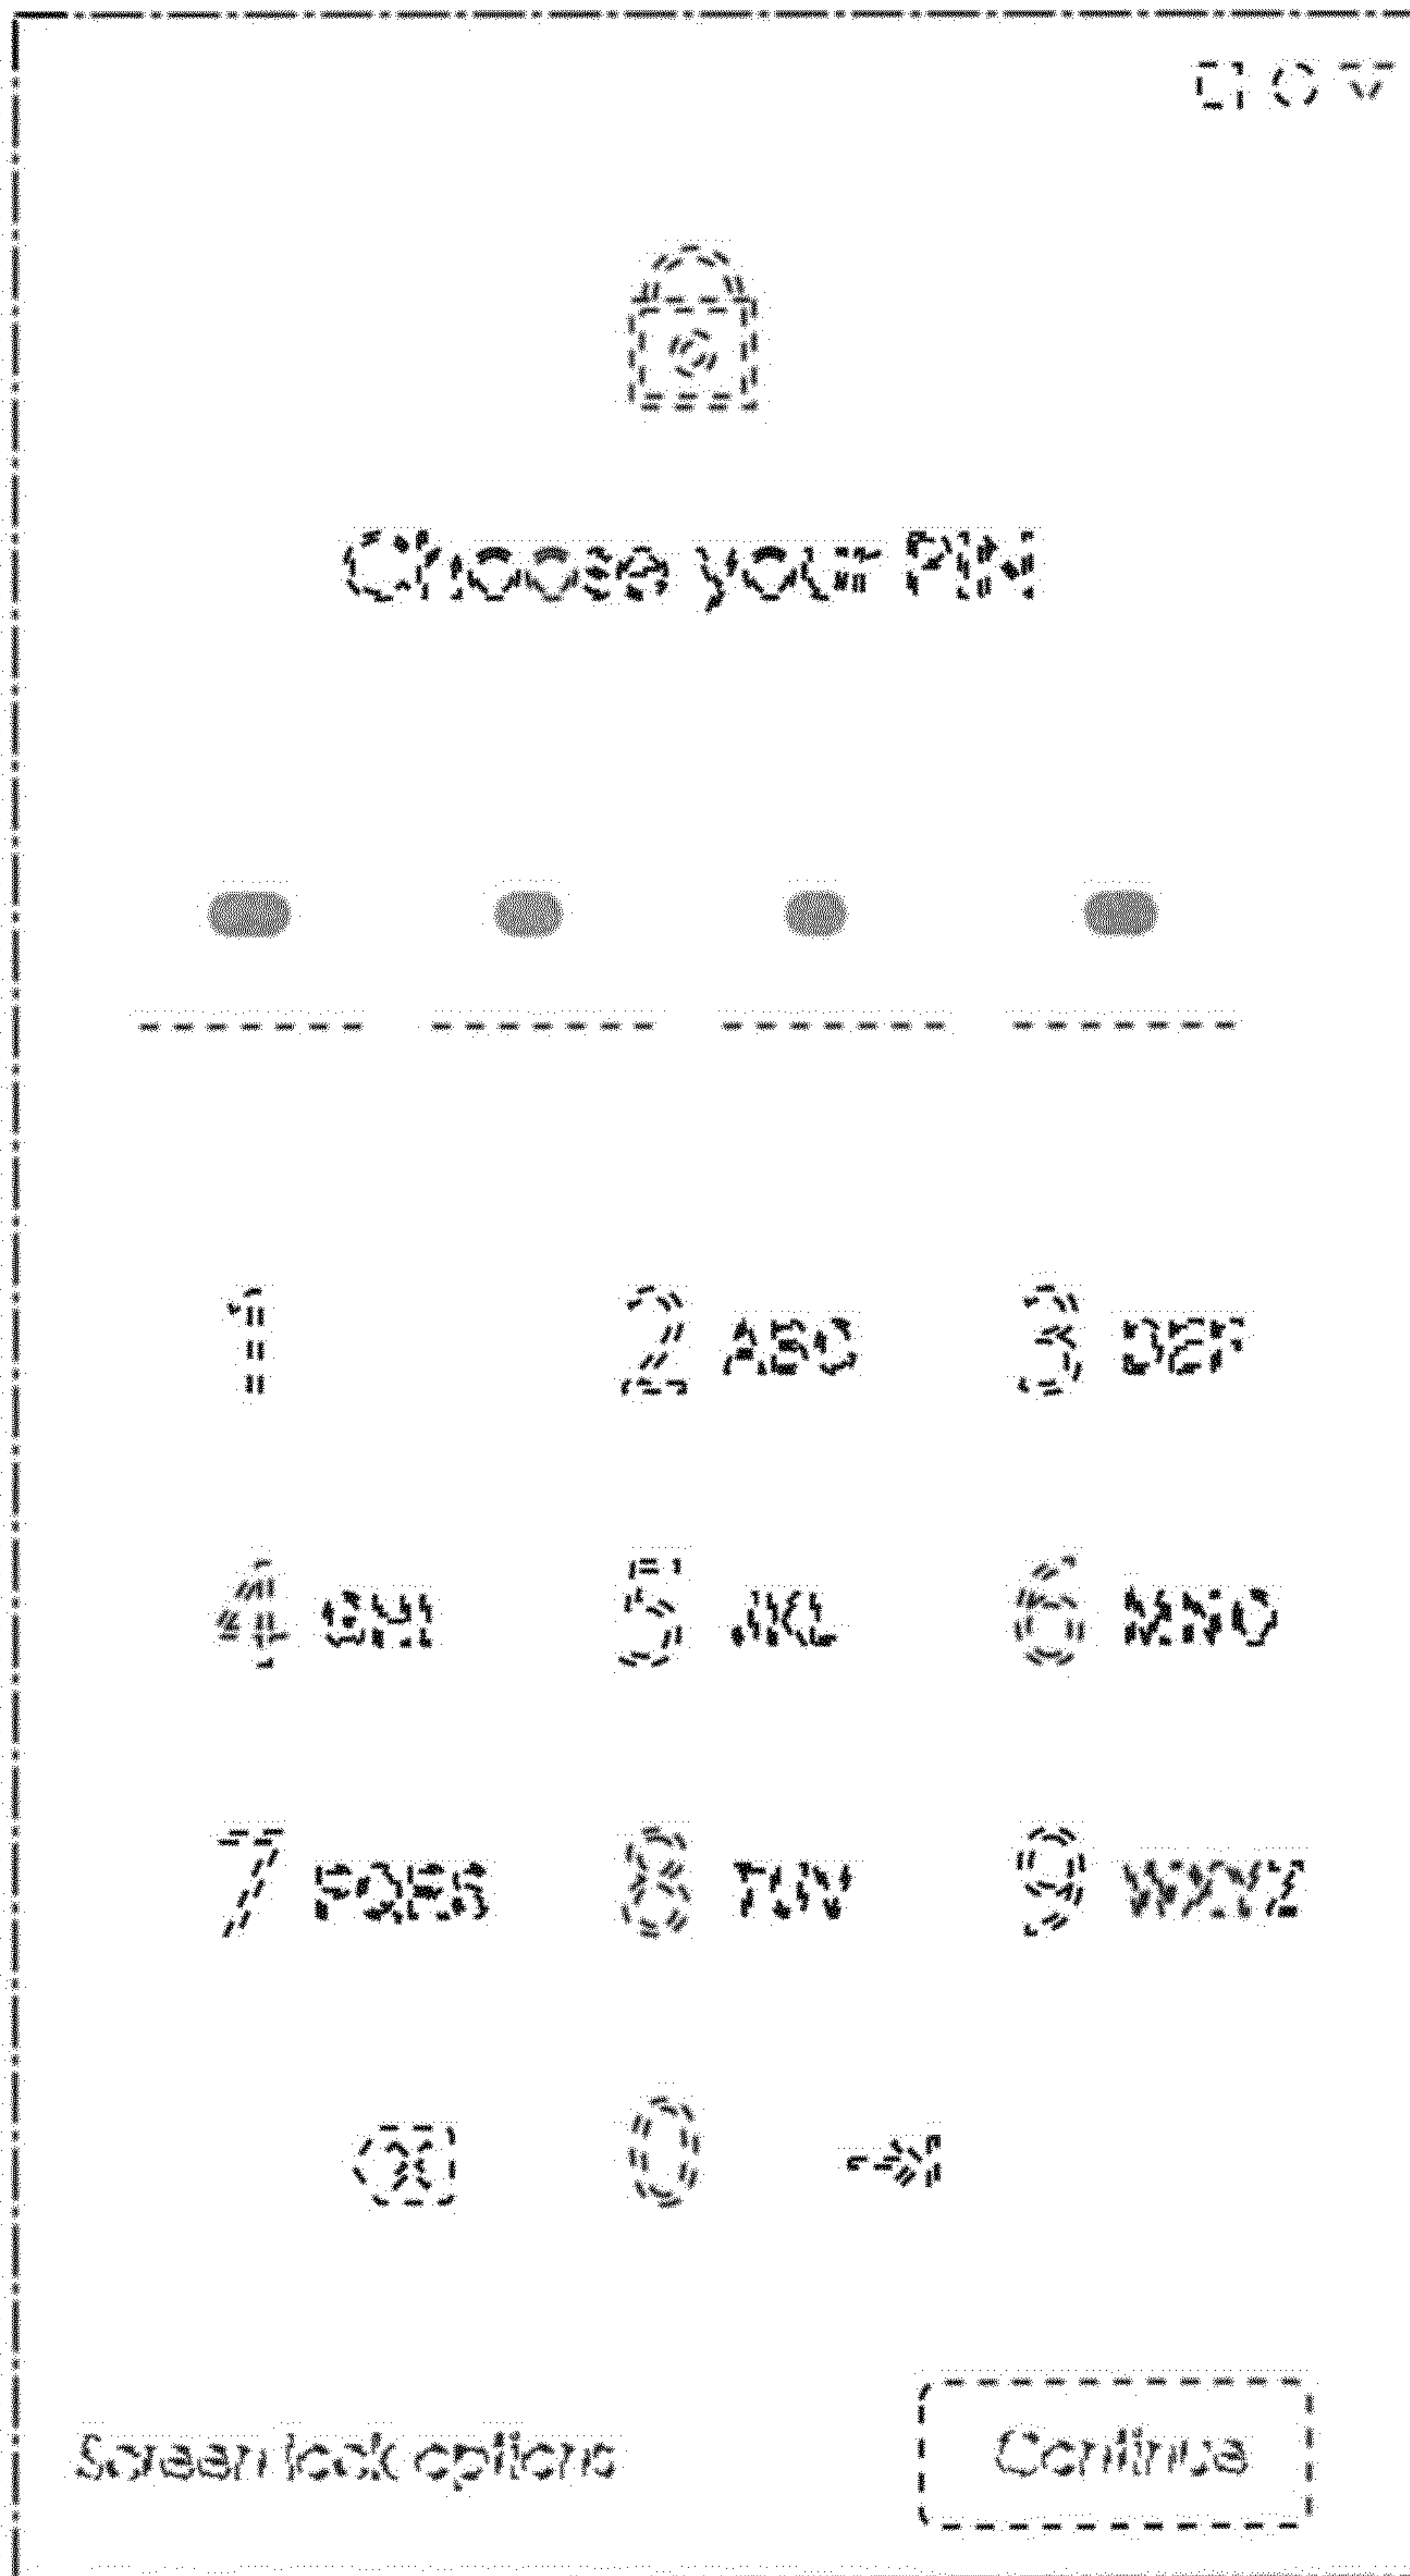 Choose your PIN
1 2 ABC 3 DEF
4 GHI 5 JKL 6 MNO
7 PQRS 8 TUV 9 WXYZ
0
Screen lock options Continue